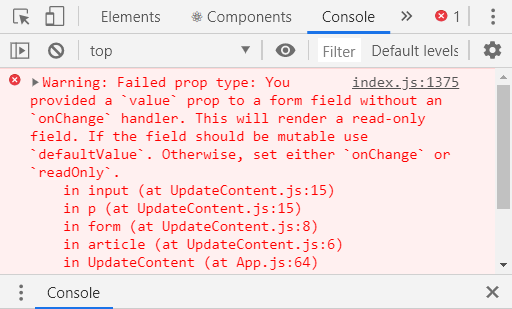 Elements Components Console » 1
top Filter Default levels
Warning: Failed prop type: You index.js:1375
provided a `value` prop to a form field without an
`onChange` handler. This will render a read-only
field. If the field should be mutable use
`defaultValue`. Otherwise, set either `onChange` or
`readOnly`.
in input (at UpdateContent.js:15)
in p (at UpdateContent.js:15)
in form (at UpdateContent.js:8)
in article (at UpdateContent.js:6)
in UpdateContent (at App.js:64)
Console